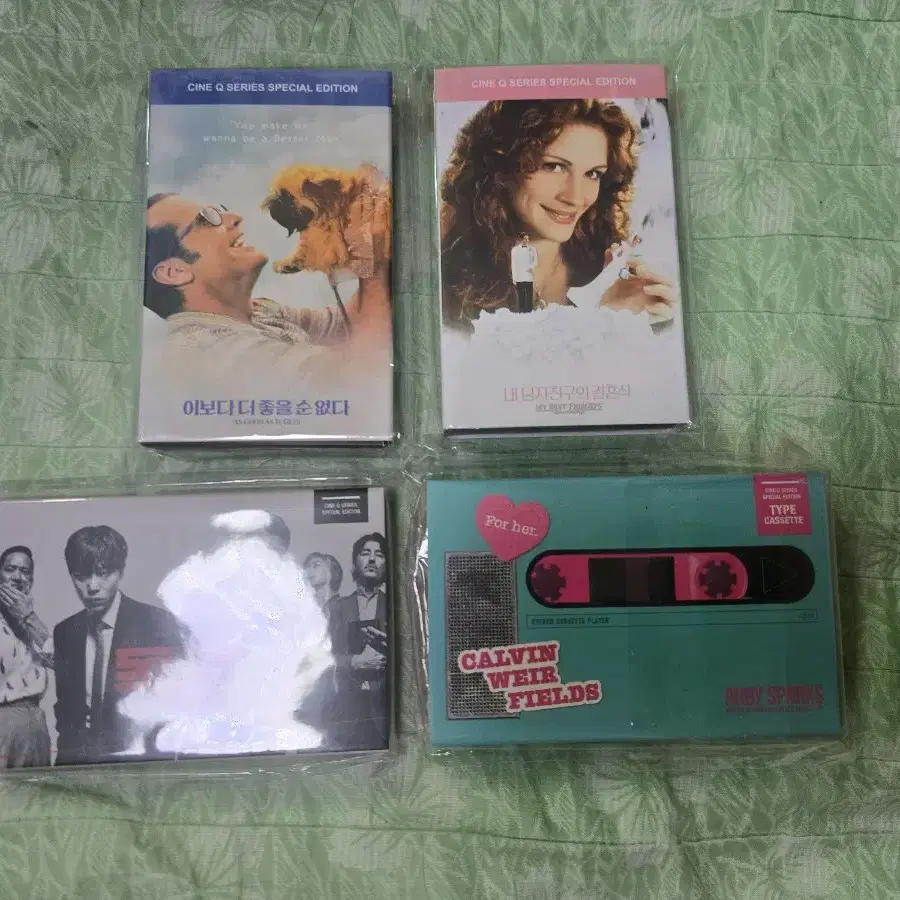 CINE Q SERIES SPECIAL EDITION
"You make me
wanna be a better man
이보다 더 좋을 순 없다
AS GOOD AS IT GETS
CINE Q SERIES SPECIAL EDITION
내 남자친구의 결혼식
MY BEST FRIEND'S
CINE Q SERIES
SPECIAL EDITION
For her.
CINE Q SERIES
SPECIAL EDITION
TYPE
CASSETTE
STEREO CASSETTE PLAYER
CALVIN
WEIR
FIELDS
RUBY SPARKS